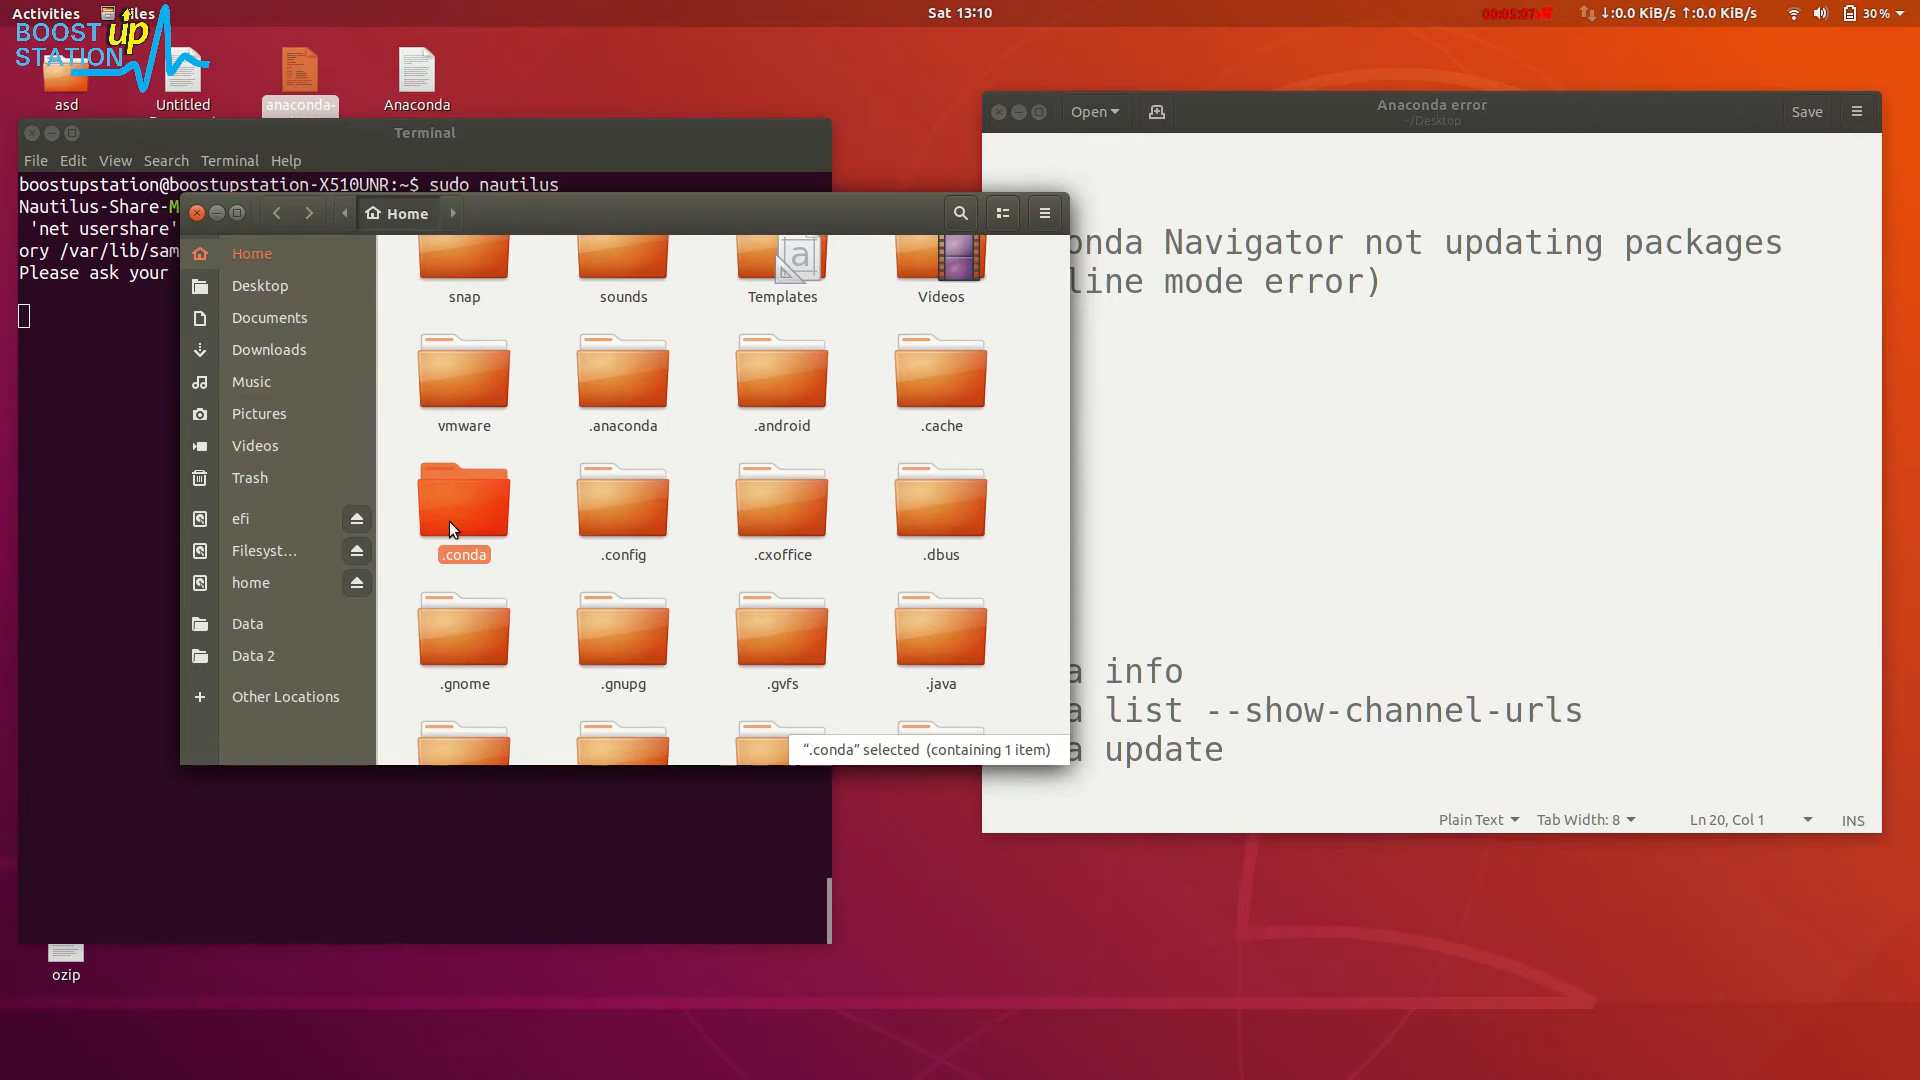 Activities
Files
Sat 13:10
00:05:07
↓:0.0 KiB/s ↑:0.0 KiB/s
30 %
BOOST up
STATION
asd
Untitled
anaconda-
Anaconda
Terminal
File Edit View Search Terminal Help
boostupstation@boostupstation-X510UNR:~$ sudo nautilus
Nautilus-Share-M
'net usershare'
ory /var/lib/sam
Please ask your
Home
Home
Desktop
Documents
Downloads
Music
Pictures
Videos
Trash
efi
Filesyst...
home
Data
Data 2
Other Locations
snap
sounds
Templates
Videos
vmware
.anaconda
.android
.cache
.conda
.config
.cxoffice
.dbus
.gnome
.gnupg
.gvfs
.java
“.conda” selected (containing 1 item)
Open
Anaconda error
~/Desktop
Save
onda Navigator not updating packages
line mode error)
a info
a list --show-channel-urls
a update
Plain Text
Tab Width: 8
Ln 20, Col 1
INS
ozip